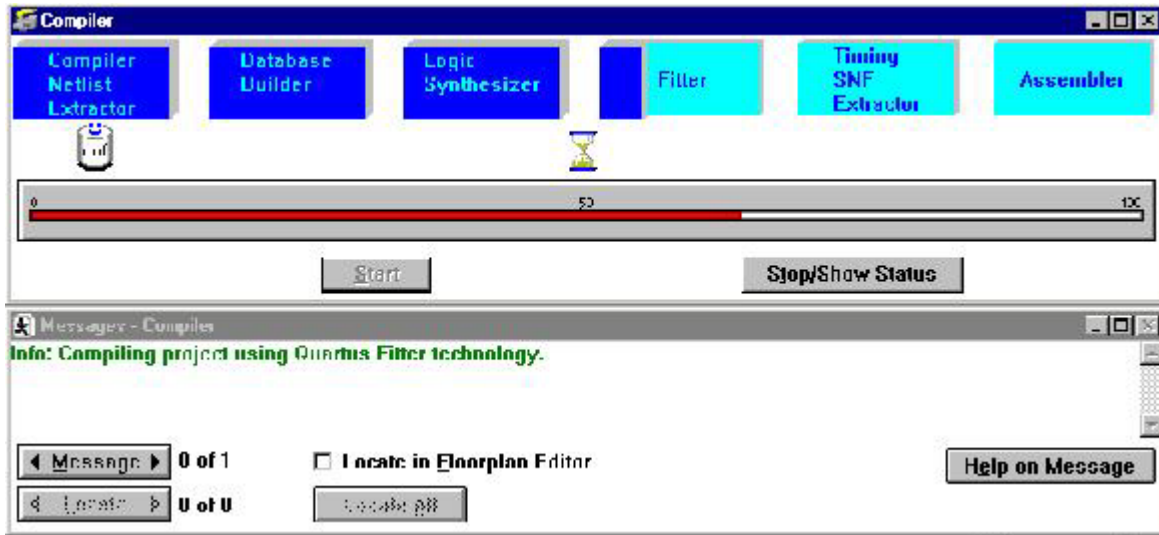 Compiler
Compiler
Netlist
Extractor
Database
Builder
Logic
Synthesizer
Fitter
Timing
SNF
Extractor
Assembler
cnf
0
50
100
Start
Stop/Show Status
Messages - Compiler
Info: Compiling project using Quartus Fitter technology.
Message
0 of 1
Locate in Floorplan Editor
Help on Message
Locate
0 of 0
Locate All